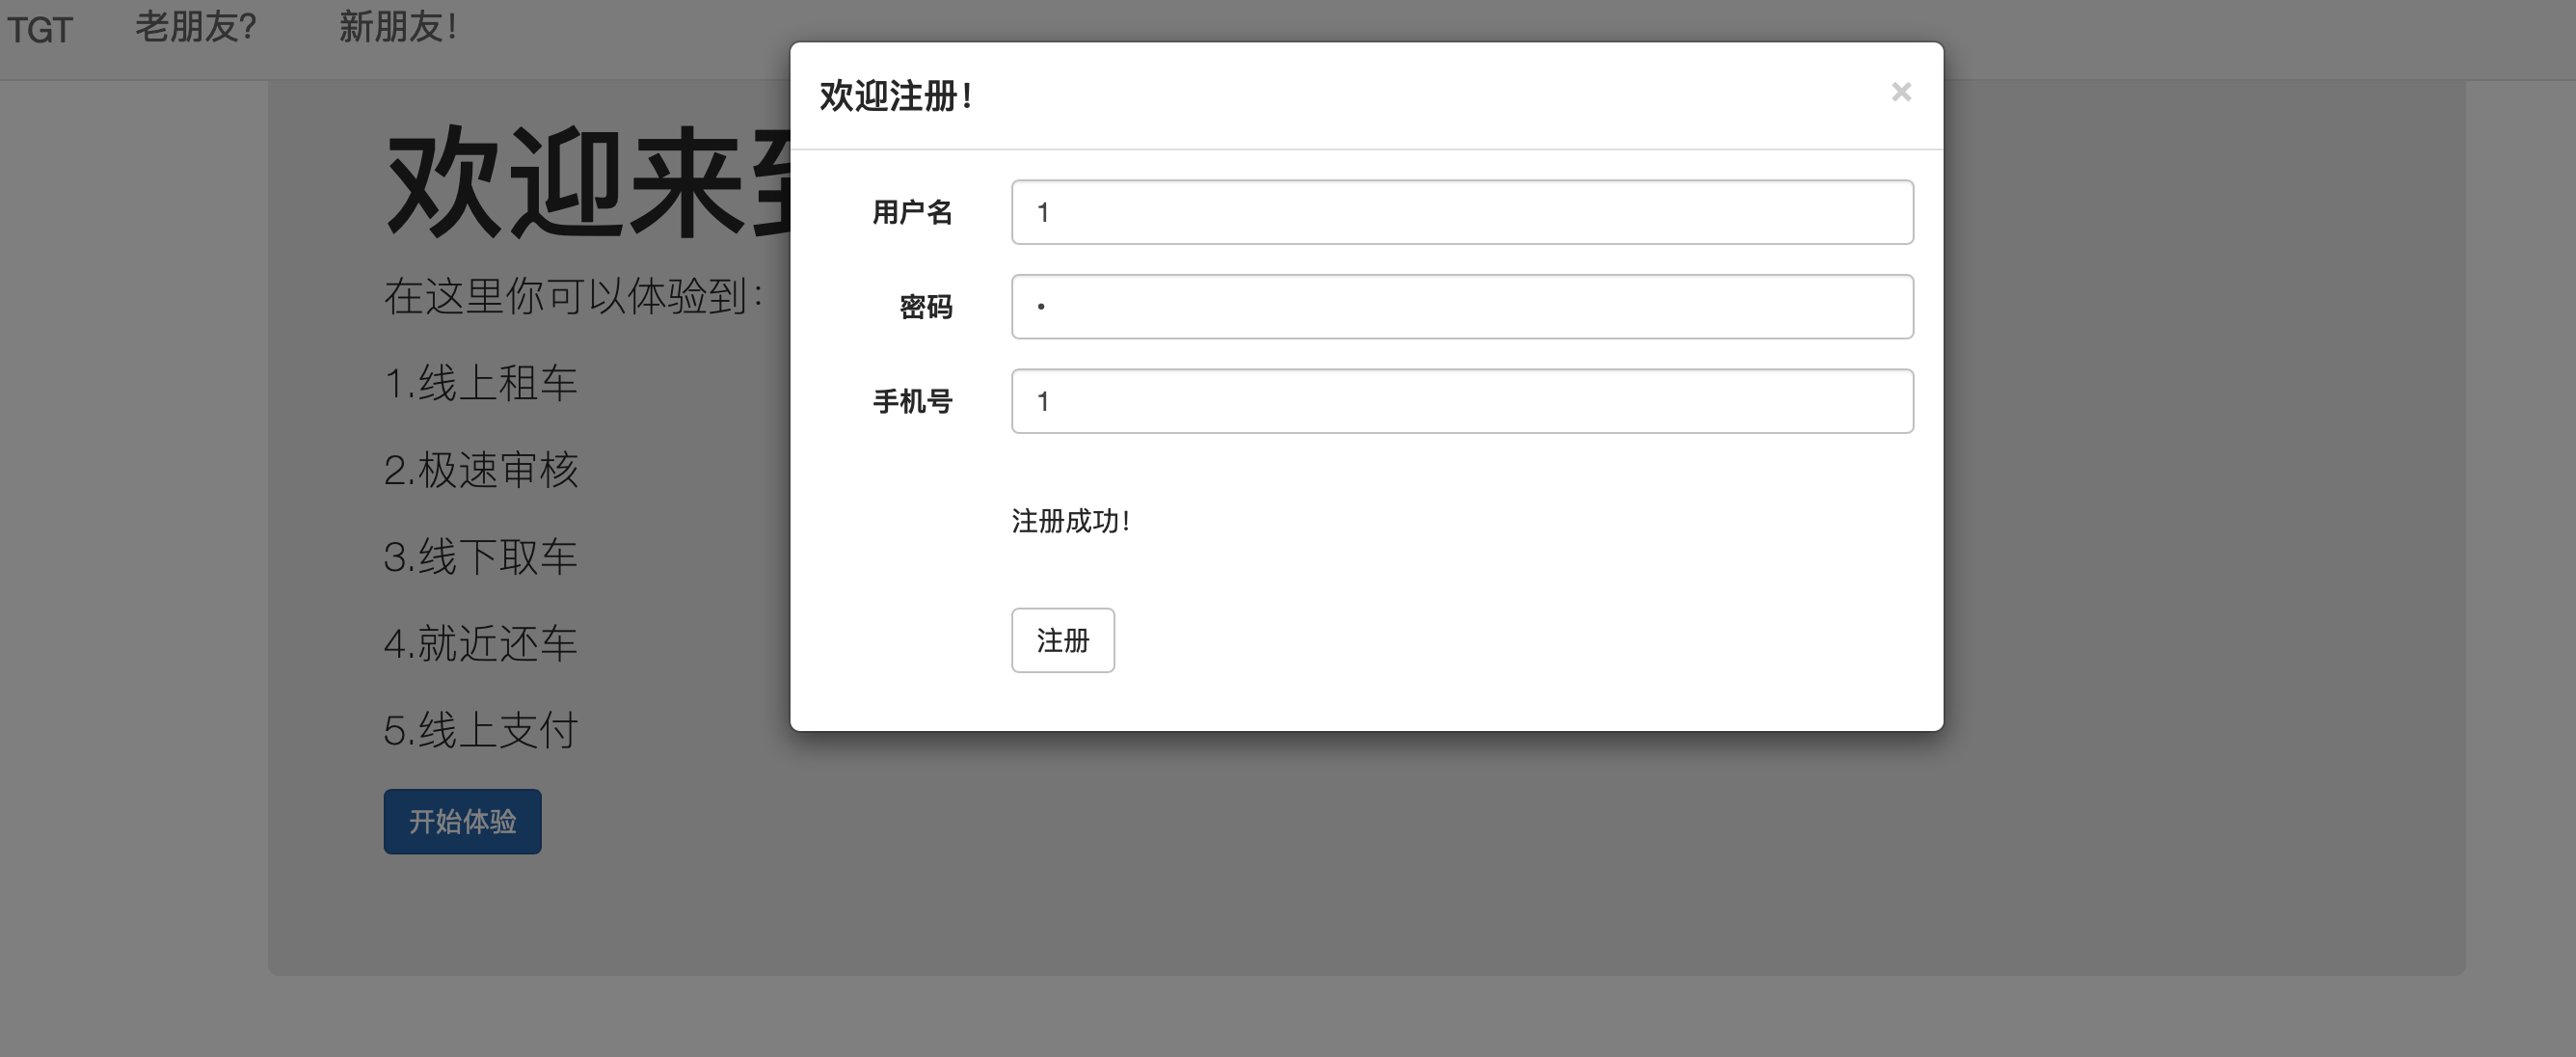 TGT 老朋友? 新朋友!
欢迎来到
在这里你可以体验到:
1.线上租车
2.极速审核
3.线下取车
4.就近还车
5.线上支付
开始体验
欢迎注册!
×
用户名 1
密码 •
手机号 1
注册成功!
注册